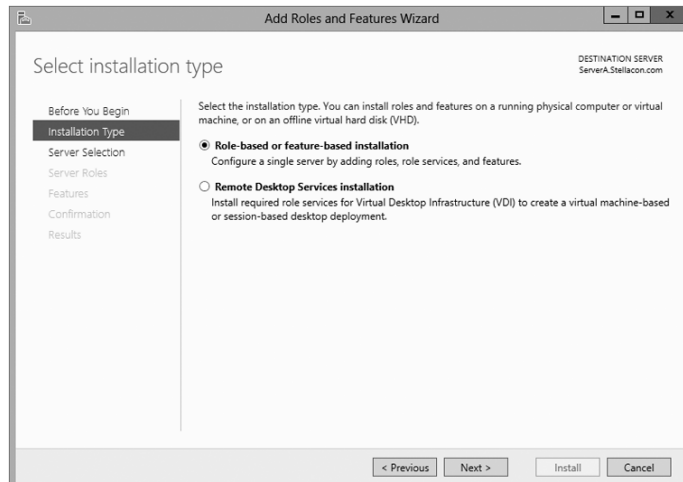 Add Roles and Features Wizard
Select installation type
DESTINATION SERVER
ServerA.Stellacon.com
Before You Begin
Installation Type
Server Selection
Server Roles
Features
Confirmation
Results
Select the installation type. You can install roles and features on a running physical computer or virtual
machine, or on an offline virtual hard disk (VHD).
Role-based or feature-based installation
Configure a single server by adding roles, role services, and features.
Remote Desktop Services installation
Install required role services for Virtual Desktop Infrastructure (VDI) to create a virtual machine-based
or session-based desktop deployment.
< Previous Next > Install Cancel